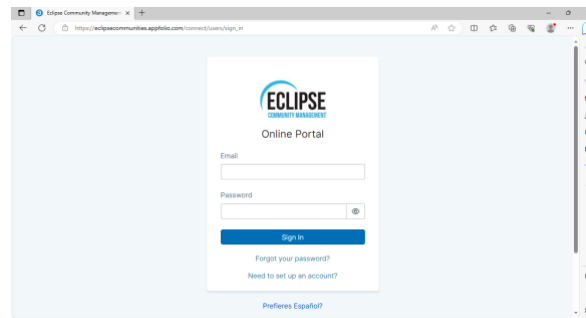 Eclipse Community Managemen
https://eclipsecommunities.appfolio.com/connect/users/sign_in
ECLIPSE
COMMUNITY MANAGEMENT
Online Portal
Email
Password
Sign In
Forgot your password?
Need to set up an account?
Prefieres Español?